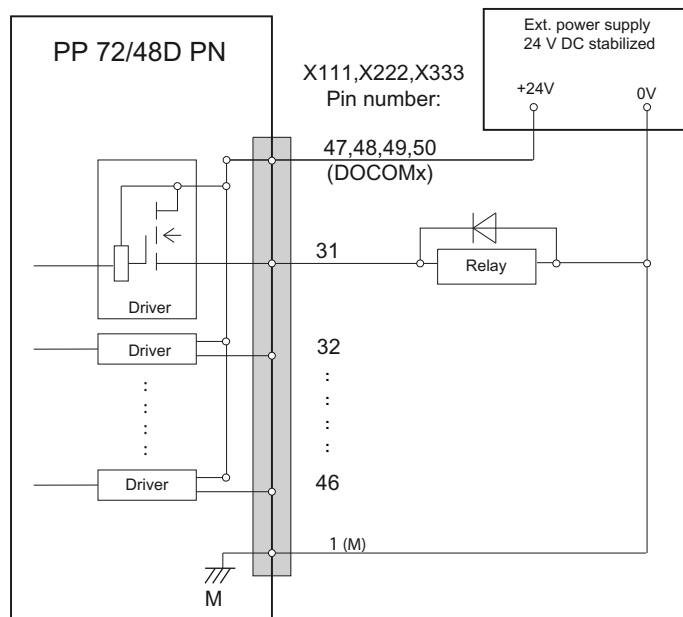 PP 72/48D PN
Ext. power supply
24 V DC stabilized
+24V
0V
X111,X222,X333
Pin number:
47,48,49,50
(DOCOMx)
31
Relay
Driver
Driver
32
Driver
46
1 (M)
M